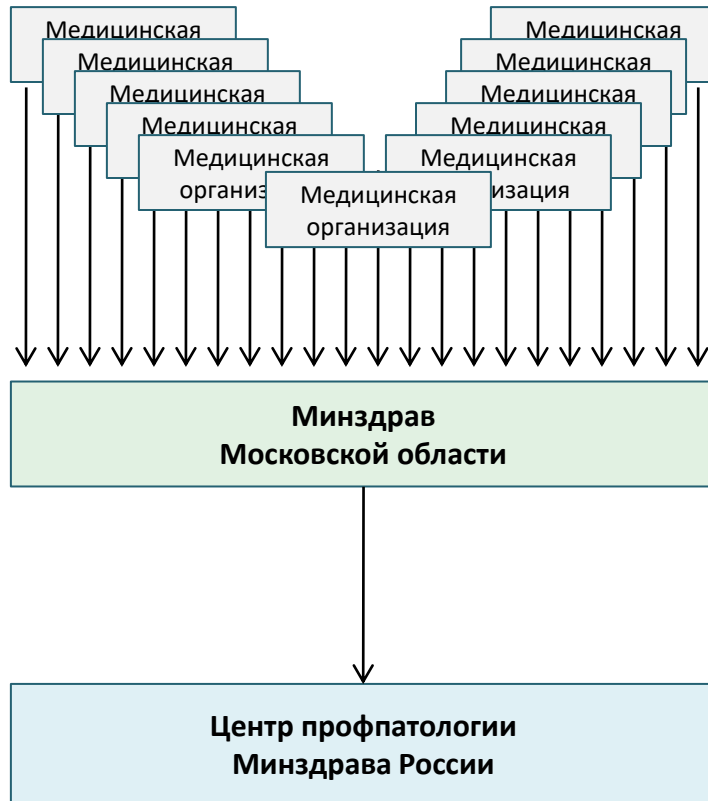 Медицинская
Медицинская
Медицинская
Медицинская
Медицинская
Медицинская
Медицинская
Медицинская
Медицинская
организ
Медицинская
изация
Медицинская
организация
Минздрав
Московской области
Центр профпатологии
Минздрава России